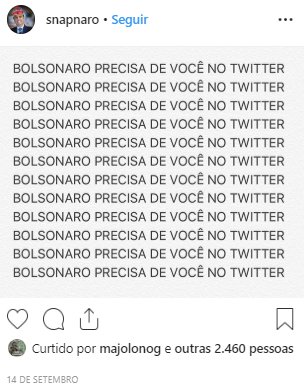 snapnaro • Seguir
BOLSONARO PRECISA DE VOCÊ NO TWITTER
BOLSONARO PRECISA DE VOCÊ NO TWITTER
BOLSONARO PRECISA DE VOCÊ NO TWITTER
BOLSONARO PRECISA DE VOCÊ NO TWITTER
BOLSONARO PRECISA DE VOCÊ NO TWITTER
BOLSONARO PRECISA DE VOCÊ NO TWITTER
BOLSONARO PRECISA DE VOCÊ NO TWITTER
BOLSONARO PRECISA DE VOCÊ NO TWITTER
BOLSONARO PRECISA DE VOCÊ NO TWITTER
BOLSONARO PRECISA DE VOCÊ NO TWITTER
BOLSONARO PRECISA DE VOCÊ NO TWITTER
BOLSONARO PRECISA DE VOCÊ NO TWITTER
Curtido por majolonog e outras 2.460 pessoas
14 DE SETEMBRO